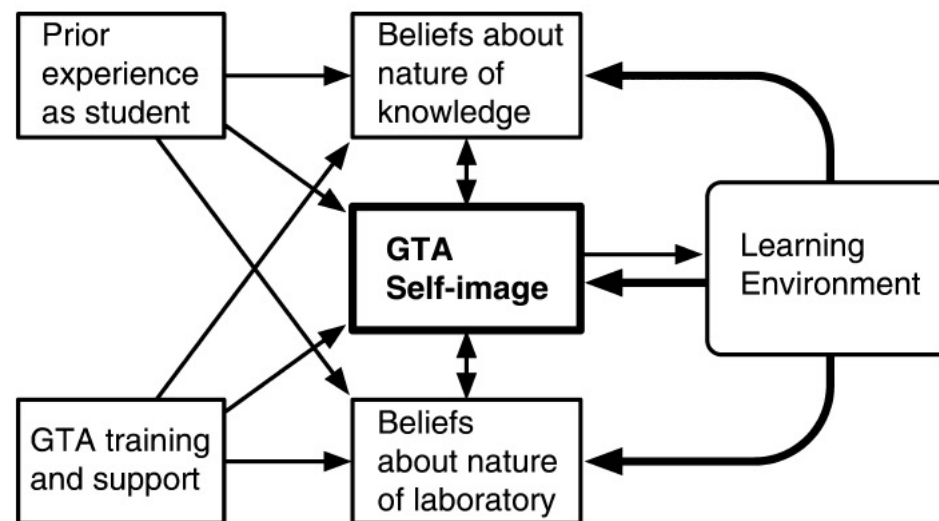 Prior
experience
as student
Beliefs about
nature of
knowledge
GTA
Self-image
Learning
Environment
GTA training
and support
Beliefs
about nature
of laboratory